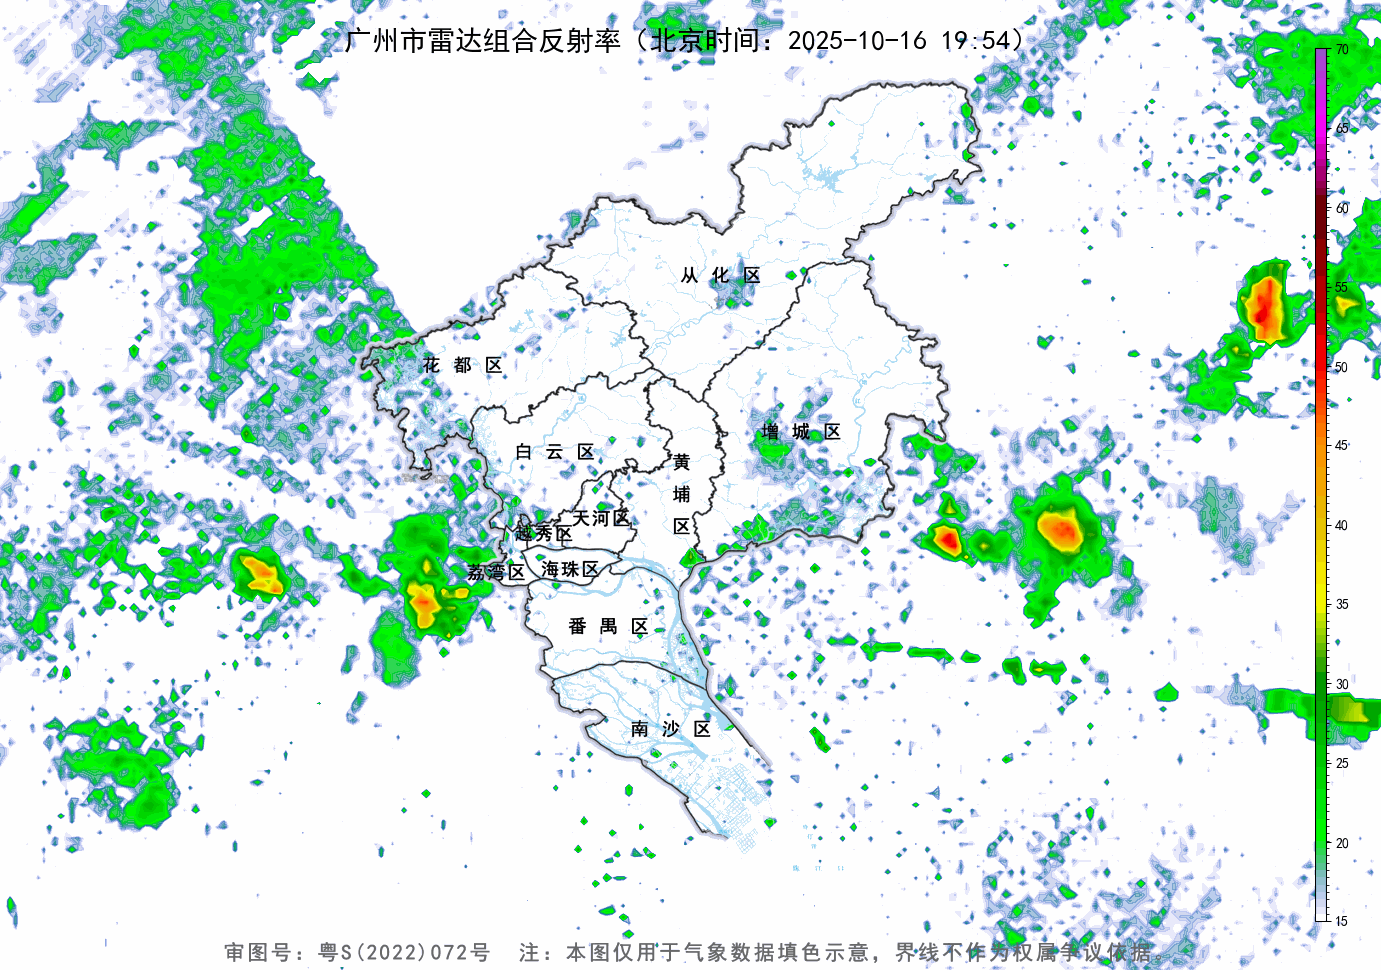 广州市雷达组合反射率（北京时间：2025-10-16 19:54）
70
65
60
55
50
45
40
35
30
25
20
15
从化区
花都区
增城区
白云区
黄埔区
天河区
越秀区
海珠区
荔湾区
番禺区
南沙区
审图号：粤S(2022)072号 注：本图仅用于气象数据填色示意，界线不作为权属争议依据。